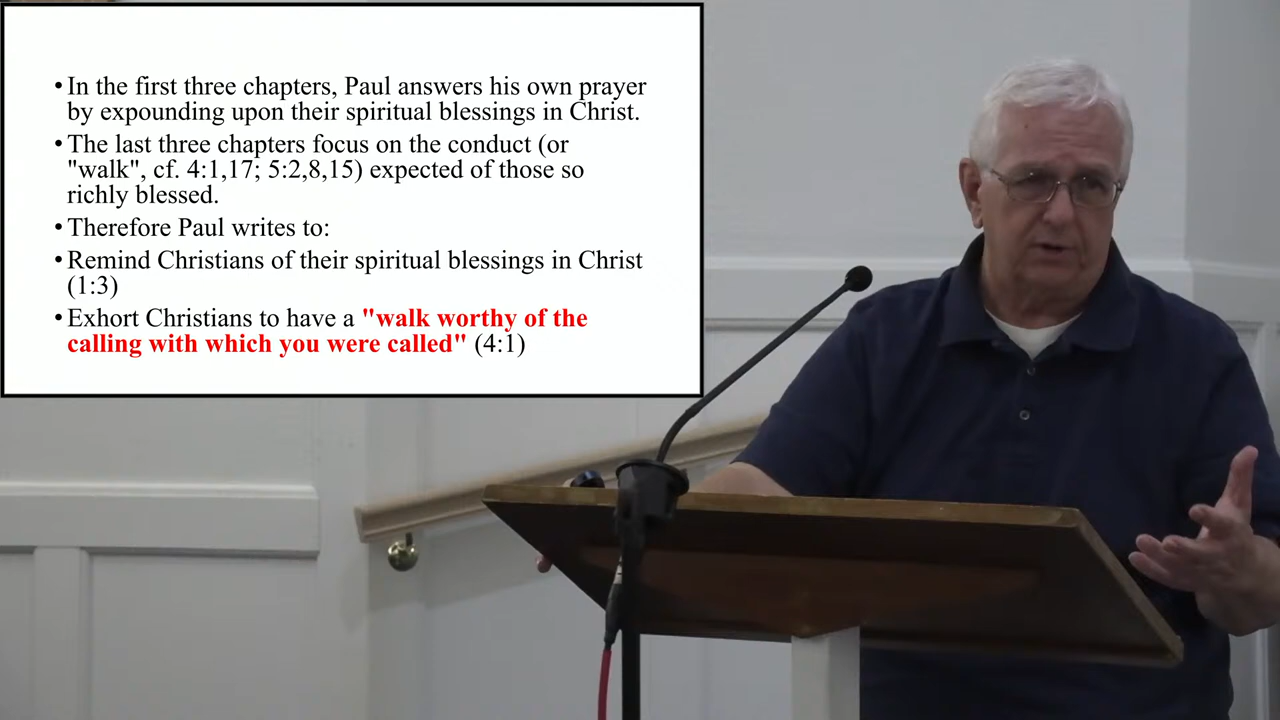 • In the first three chapters, Paul answers his own prayer
by expounding upon their spiritual blessings in Christ.
• The last three chapters focus on the conduct (or
"walk", cf. 4:1,17; 5:2,8,15) expected of those so
richly blessed.
• Therefore Paul writes to:
• Remind Christians of their spiritual blessings in Christ
(1:3)
• Exhort Christians to have a "walk worthy of the
calling with which you were called" (4:1)